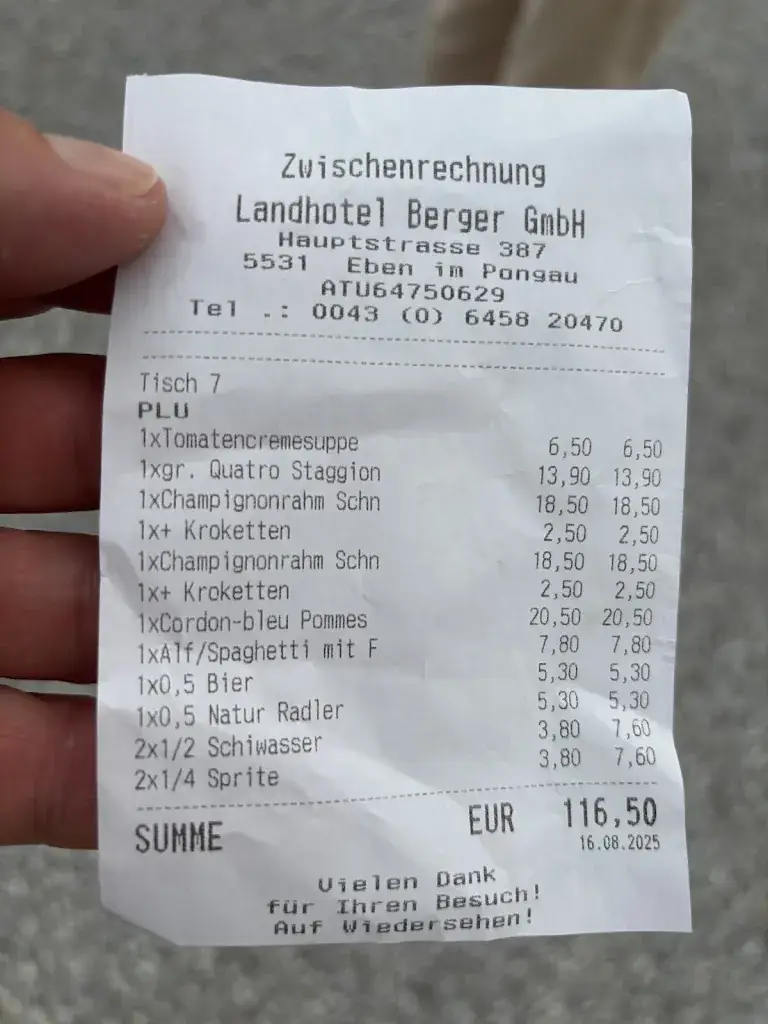 Zwischenrechnung
Landhotel Berger GmbH
Hauptstrasse 387
5531 Eben im Pongau
ATU64750629
Tel .: 0043 (0) 6458 20470
Tisch 7
PLU
1xTomatencremesuppe 6,50 6,50
1xgr. Quatro Staggion 13,90 13,90
1xChampignonrahm Schn 18,50 18,50
1x+ Kroketten 2,50 2,50
1xChampignonrahm Schn 18,50 18,50
1x+ Kroketten 2,50 2,50
1xCordon-bleu Pommes 20,50 20,50
1xAlf/Spaghetti mit F 7,80 7,80
1x0,5 Bier 5,30 5,30
1x0,5 Natur Radler 5,30 5,30
2x1/2 Schiwasser 3,80 7,60
2x1/4 Sprite 3,80 7,60
SUMME EUR 116,50
16.08.2025
Vielen Dank
für Ihren Besuch!
Auf Wiedersehen!